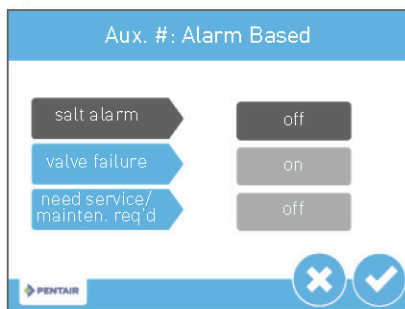 Aux. #: Alarm Based
salt alarm
off
valve failure
on
need service/
mainten. req'd
off
PENTAIR